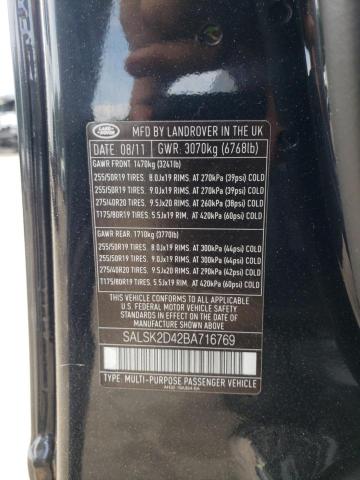 LAND ROVER
MFD. BY LANDROVER IN THE UK
DATE: 08/11 GWR: 3070kg (6768lb)
GAWR FRONT: 1470kg (3241lb)
255/50R19 TIRES 8.0Jx19 RIMS, AT 270kPa (39psi) COLD
255/50R19 TIRES 9.0Jx19 RIMS, AT 270kPa (39psi) COLD
275/40R20 TIRES 9.5Jx20 RIMS, AT 260kPa (38psi) COLD
T175/80R19 TIRES 5.5Jx19 RIM, AT 420kPa (60psi) COLD
GAWR REAR: 1710kg (3770lb)
255/50R19 TIRES 8.0Jx19 RIMS, AT 300kPa (44psi) COLD
255/50R19 TIRES 9.0Jx19 RIMS, AT 300kPa (44psi) COLD
275/40R20 TIRES 9.5Jx20 RIMS, AT 290kPa (42psi) COLD
T175/80R19 TIRES 5.5Jx19 RIM, AT 420kPa (60psi) COLD
THIS VEHICLE CONFORMS TO ALL APPLICABLE
U.S. FEDERAL MOTOR VEHICLE SAFETY STANDARDS
IN EFFECT ON THE DATE OF MANUFACTURE
SHOWN ABOVE
SALSK2D42BA716769
TYPE: MULTI-PURPOSE PASSENGER VEHICLE